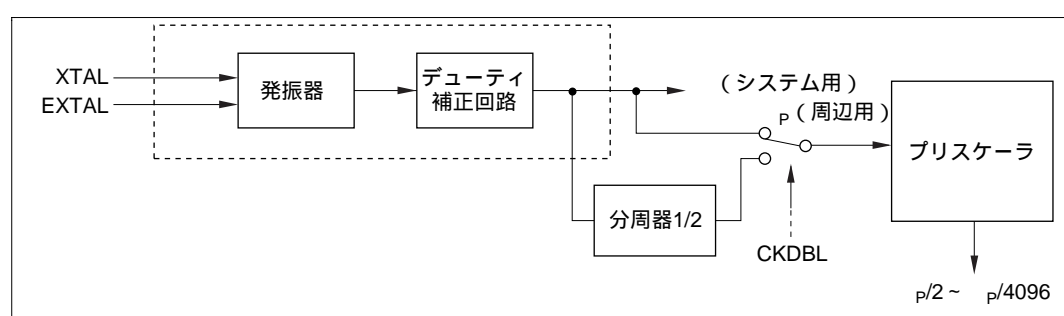 XTAL
EXTAL
発振器
デューティ
補正回路
（システム用）
P（周辺用）
プリスケーラ
分周器1/2
CKDBL
P/2～ P/4096